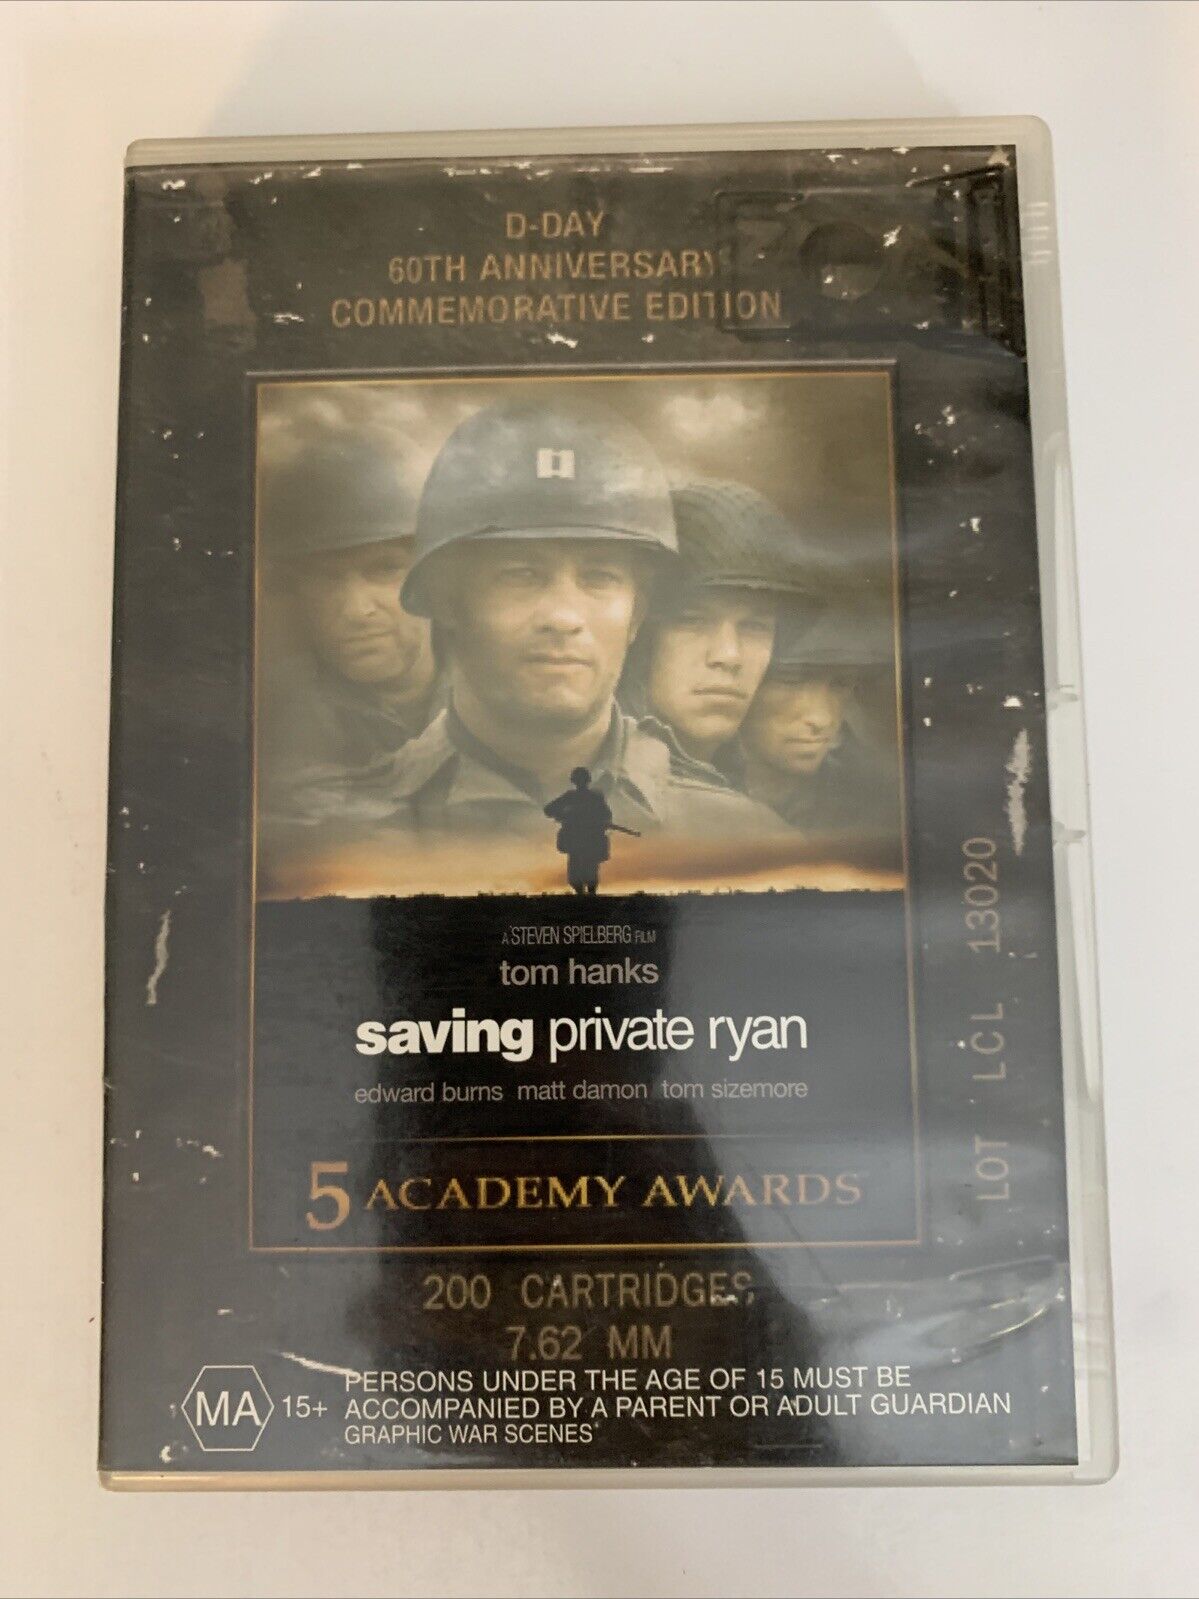 D-DAY
60TH ANNIVERSARY
COMMEMORATIVE EDITION
A STEVEN SPIELBERG FILM
tom hanks
saving private ryan
edward burns matt damon tom sizemore
5 ACADEMY AWARDS
LOT LCL 13020
200 CARTRIDGES
7.62 MM
MA 15+
PERSONS UNDER THE AGE OF 15 MUST BE
ACCOMPANIED BY A PARENT OR ADULT GUARDIAN
GRAPHIC WAR SCENES